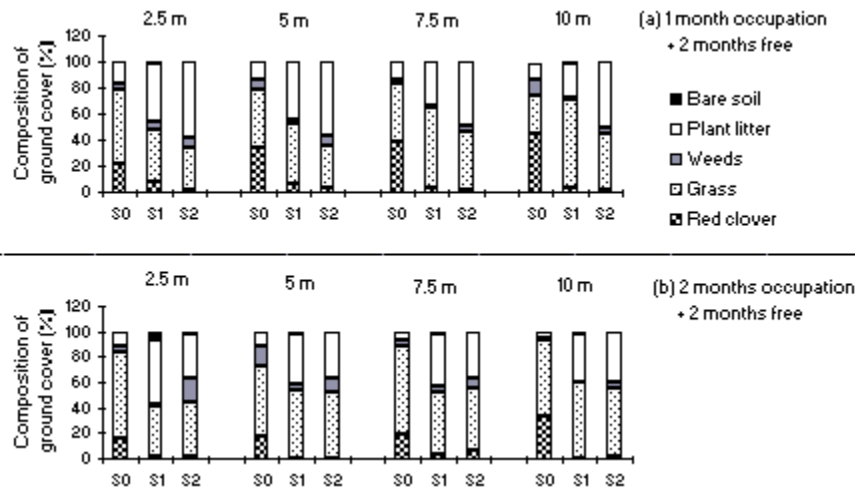 2.5 m 5 m 7.5 m 10 m (a) 1 month occupation
+ 2 months free
Composition of
ground cover (%)
120
100
80
60
40
20
0
S0 S1 S2 S0 S1 S2 S0 S1 S2 S0 S1 S2
Bare soil
Plant litter
Weeds
Grass
Red clover
2.5 m 5 m 7.5 m 10 m (b) 2 months occupation
+ 2 months free
Composition of
ground cover (%)
120
100
80
60
40
20
0
S0 S1 S2 S0 S1 S2 S0 S1 S2 S0 S1 S2